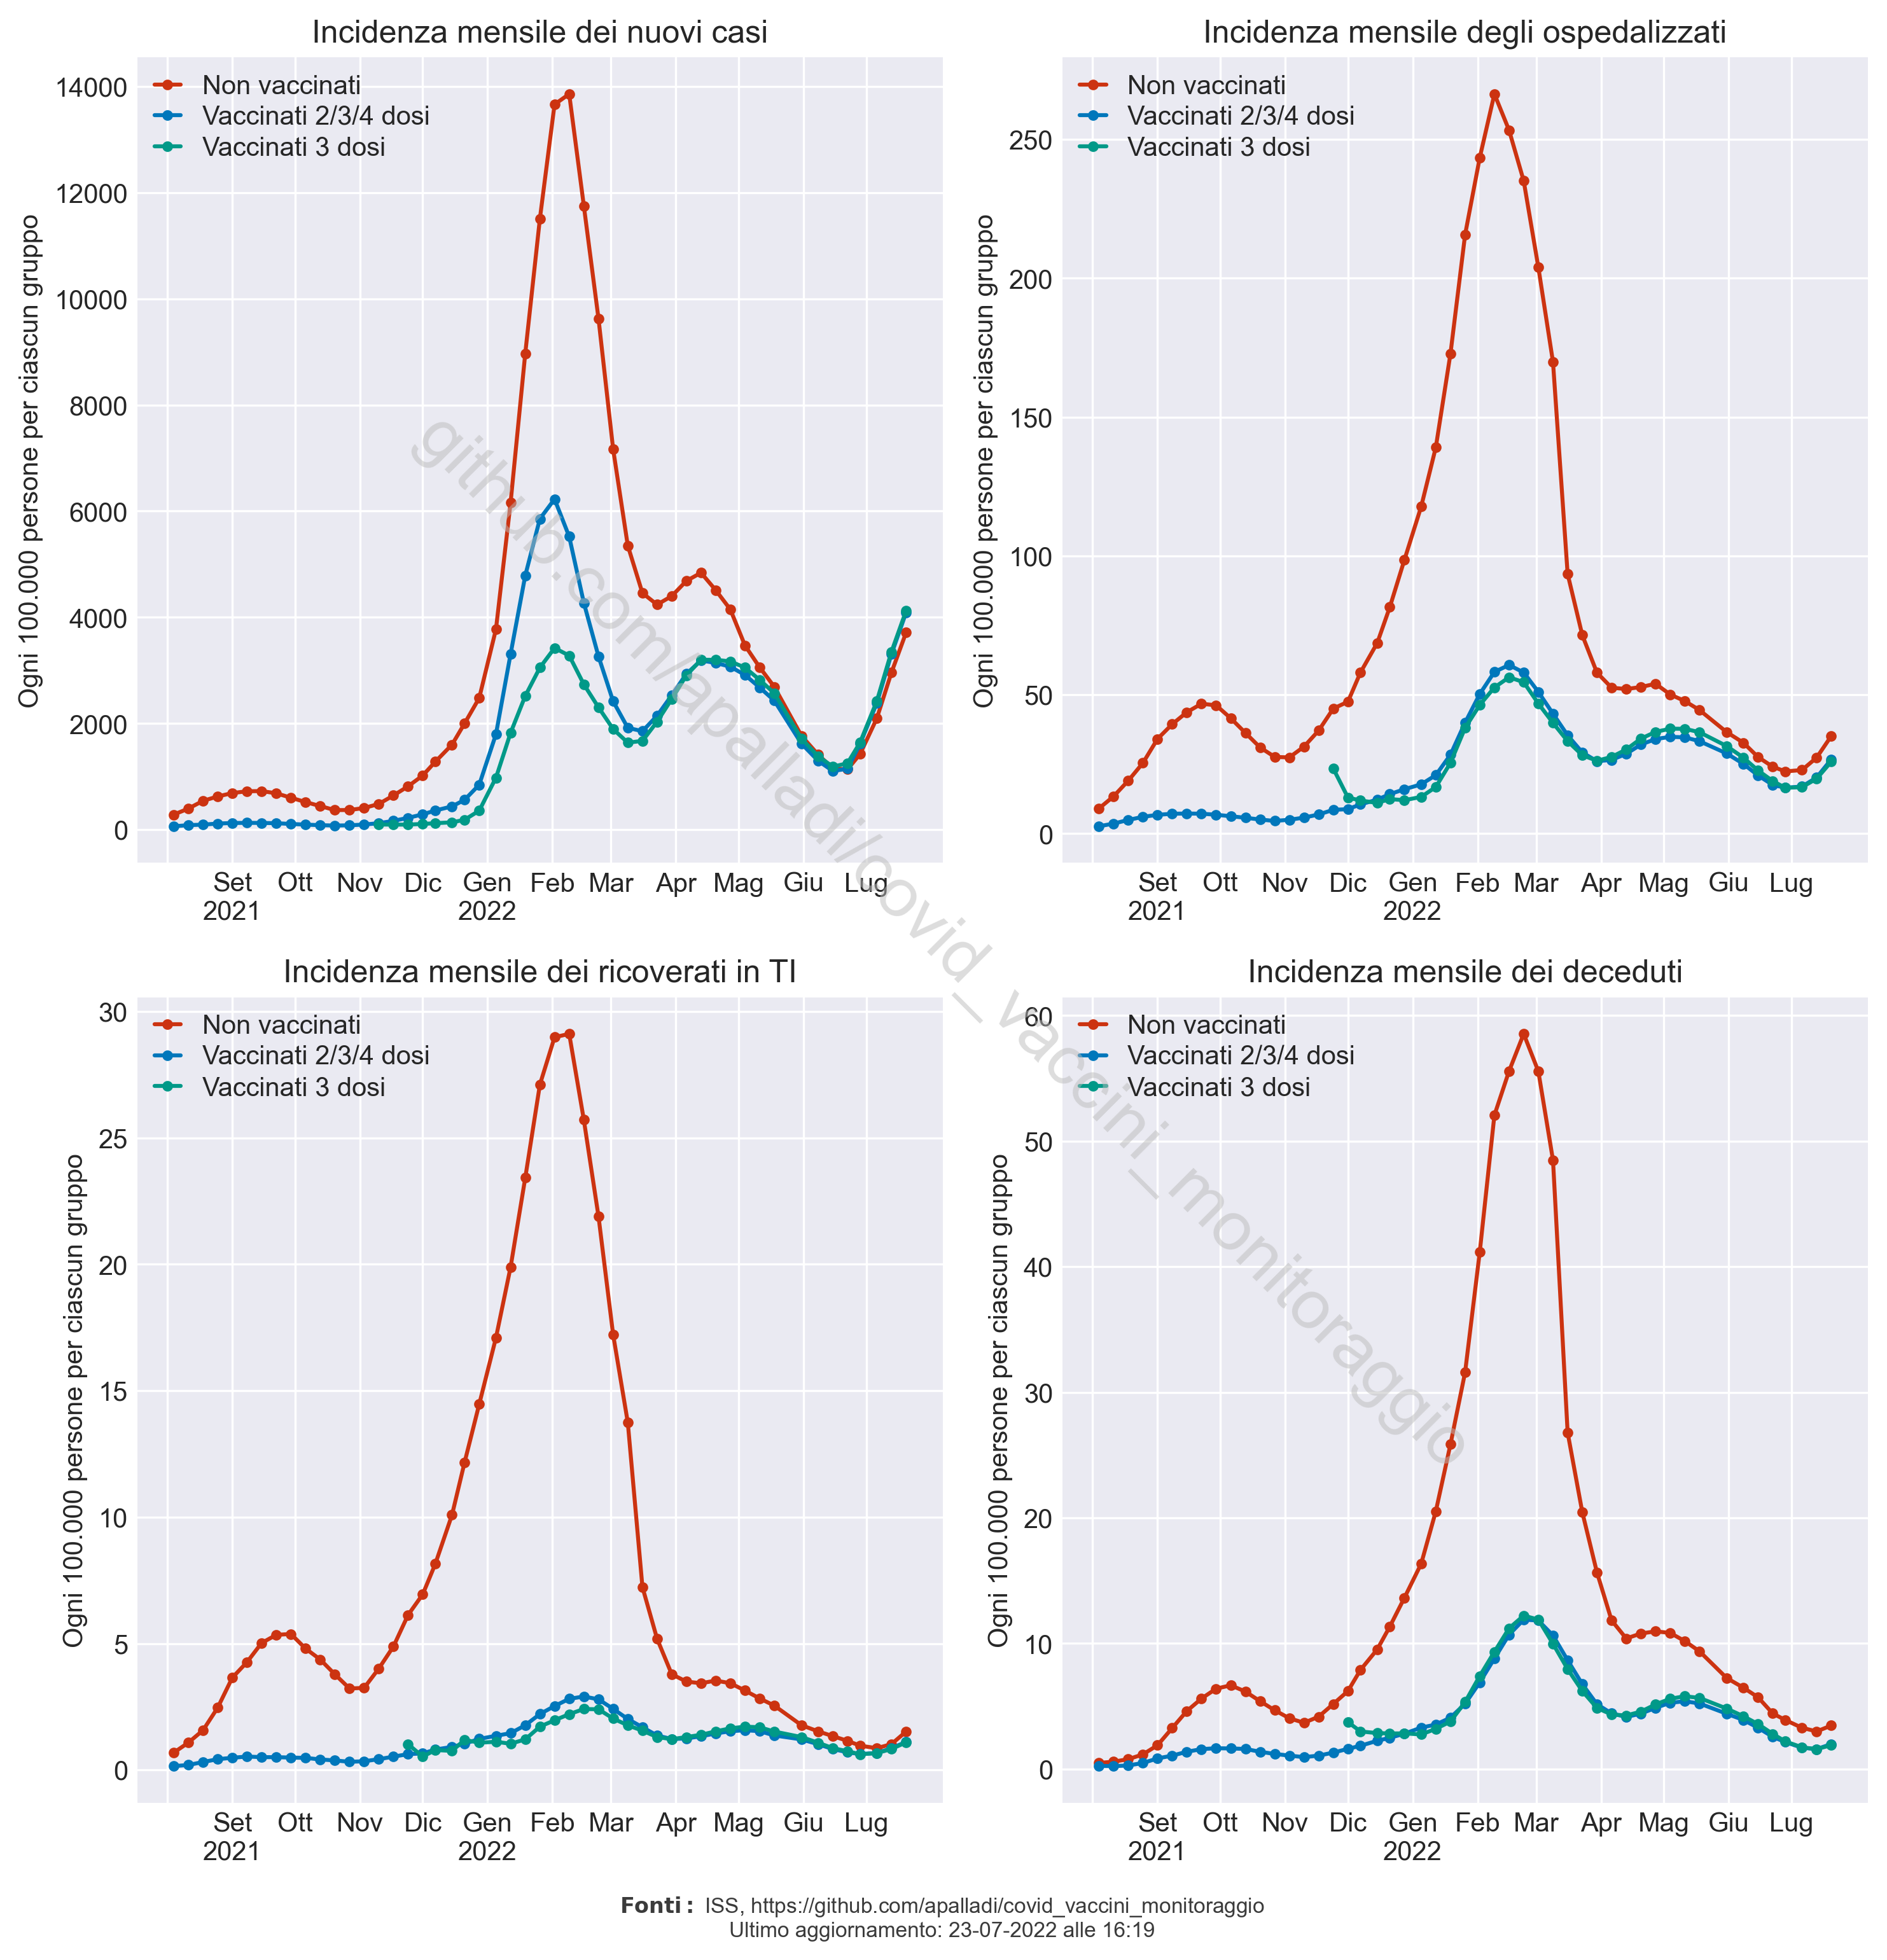 Incidenza mensile dei nuovi casi
Ogni 100.000 persone per ciascun gruppo
14000
12000
10000
8000
6000
4000
2000
0
Non vaccinati
Vaccinati 2/3/4 dosi
Vaccinati 3 dosi
Set Ott Nov Dic Gen Feb Mar Apr Mag Giu Lug
2021 2022
Incidenza mensile degli ospedalizzati
Ogni 100.000 persone per ciascun gruppo
250
200
150
100
50
0
Non vaccinati
Vaccinati 2/3/4 dosi
Vaccinati 3 dosi
Set Ott Nov Dic Gen Feb Mar Apr Mag Giu Lug
2021 2022
Incidenza mensile dei ricoverati in TI
Ogni 100.000 persone per ciascun gruppo
30
25
20
15
10
5
0
Non vaccinati
Vaccinati 2/3/4 dosi
Vaccinati 3 dosi
Set Ott Nov Dic Gen Feb Mar Apr Mag Giu Lug
2021 2022
Incidenza mensile dei deceduti
Ogni 100.000 persone per ciascun gruppo
60
50
40
30
20
10
0
Non vaccinati
Vaccinati 2/3/4 dosi
Vaccinati 3 dosi
Set Ott Nov Dic Gen Feb Mar Apr Mag Giu Lug
2021 2022
github.com/apalladi/covid_vaccini_monitoraggio
Fonti: ISS, https://github.com/apalladi/covid_vaccini_monitoraggio
Ultimo aggiornamento: 23-07-2022 alle 16:19